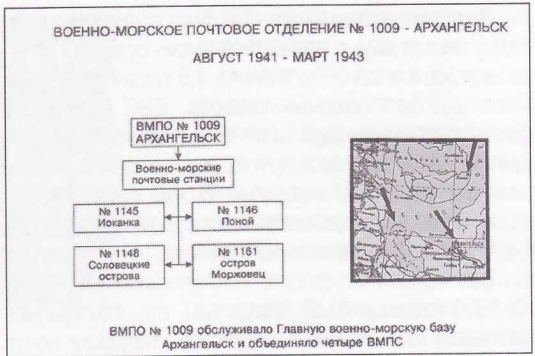 ВОЕННО-МОРСКОЕ ПОЧТОВОЕ ОТДЕЛЕНИЕ № 1009 - АРХАНГЕЛЬСК
АВГУСТ 1941 - МАРТ 1943
ВМПО № 1009
АРХАНГЕЛЬСК
Военно-морские
почтовые станции
№ 1145
Иоканка
№ 1146
Поной
№ 1148
Соловецкие
острова
№ 1161
остров
Моржовец
ВМПО № 1009 обслуживало Главную военно-морскую базу
Архангельск и объединяло четыре ВМПС